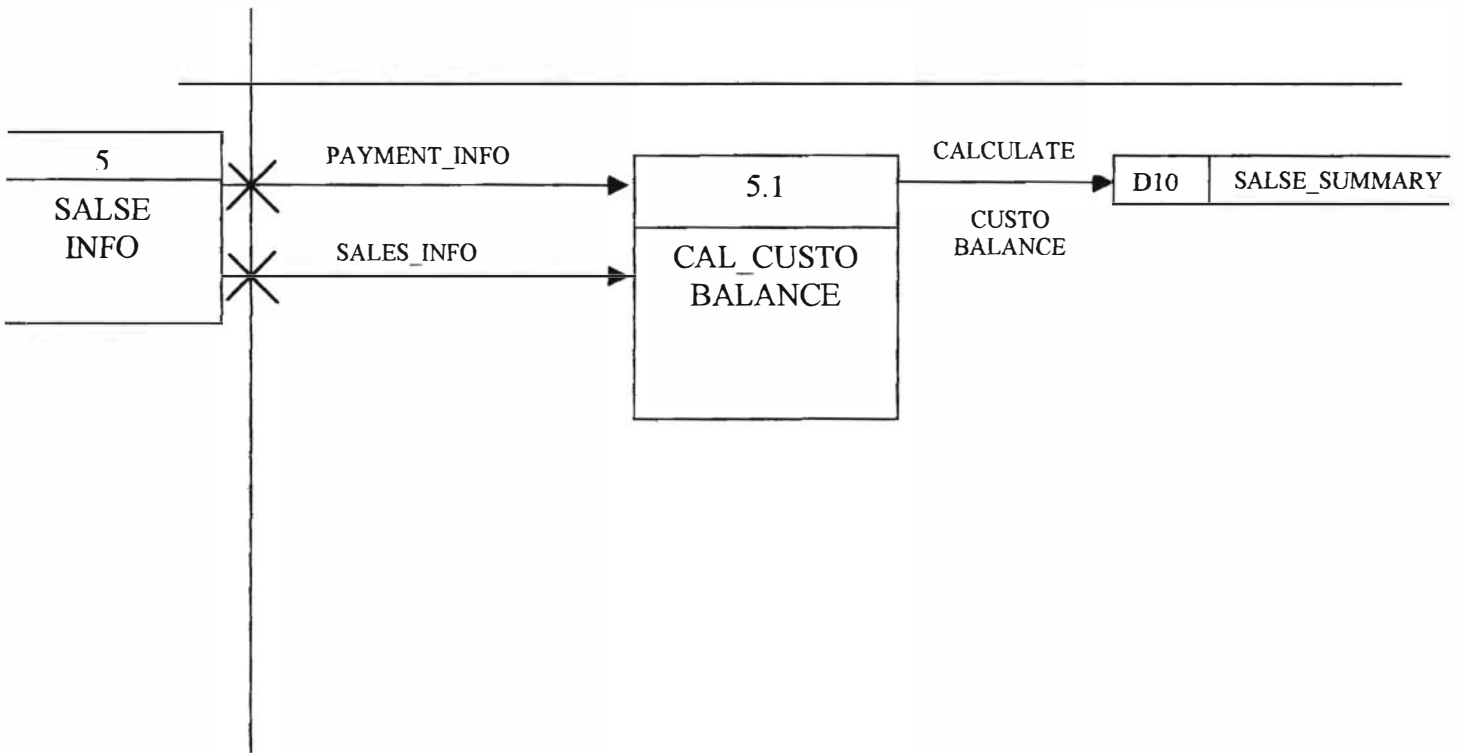 5
SALSE
INFO
PAYMENT_INFO
SALES_INFO
5.1
CAL_CUSTO
BALANCE
CALCULATE
CUSTO
BALANCE
D10
SALSE_SUMMARY